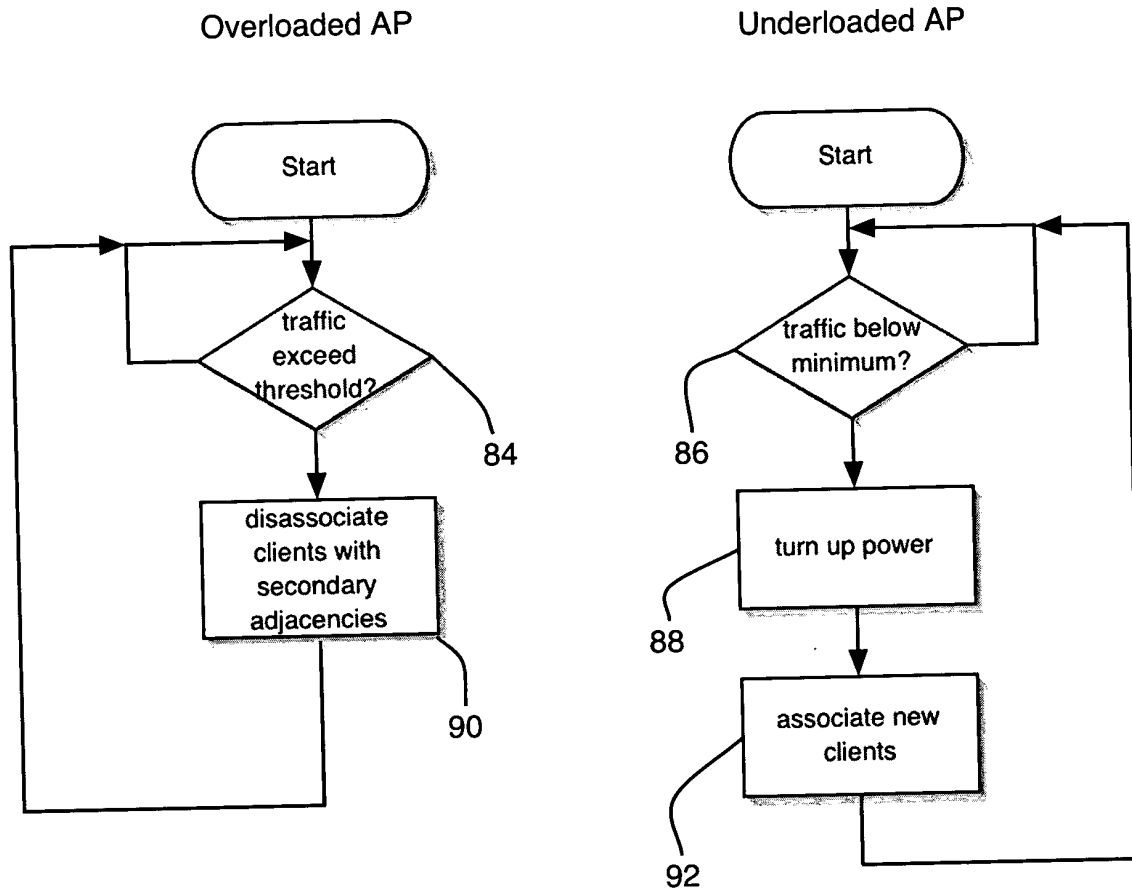 Overloaded AP
Start
traffic
exceed
threshold?
84
disassociate
clients with
secondary
adjacencies
90
Underloaded AP
Start
traffic below
minimum?
86
turn up power
88
associate new
clients
92